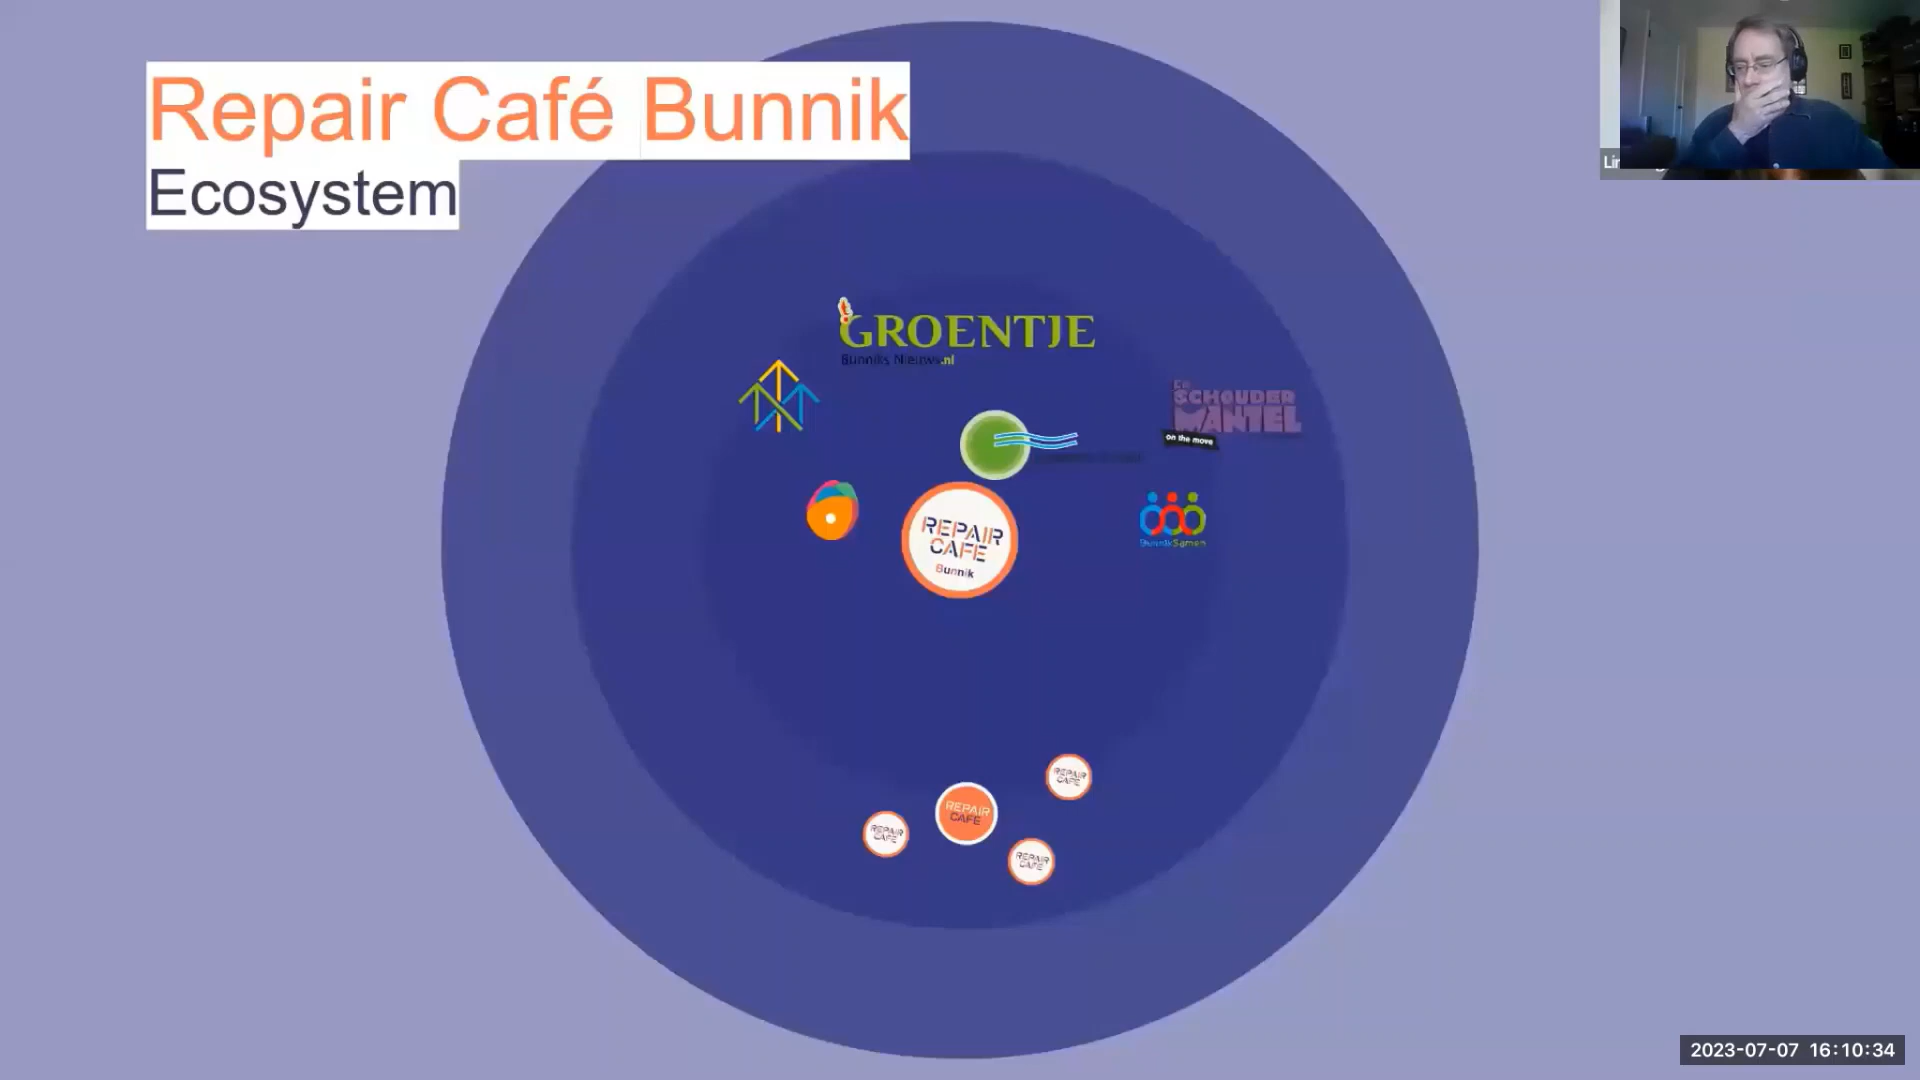 Repair Café Bunnik
Ecosystem
't GROENTJE
Bunniks Nieuws.nl
De
SCHOUDER
MANTEL
on the move
BunnikSamen
REPAIR
CAFE
Bunnik
REPAIR
CAFE
REPAIR
CAFE
REPAIR
CAFE
REPAIR
CAFE
2023-07-07 16:10:34